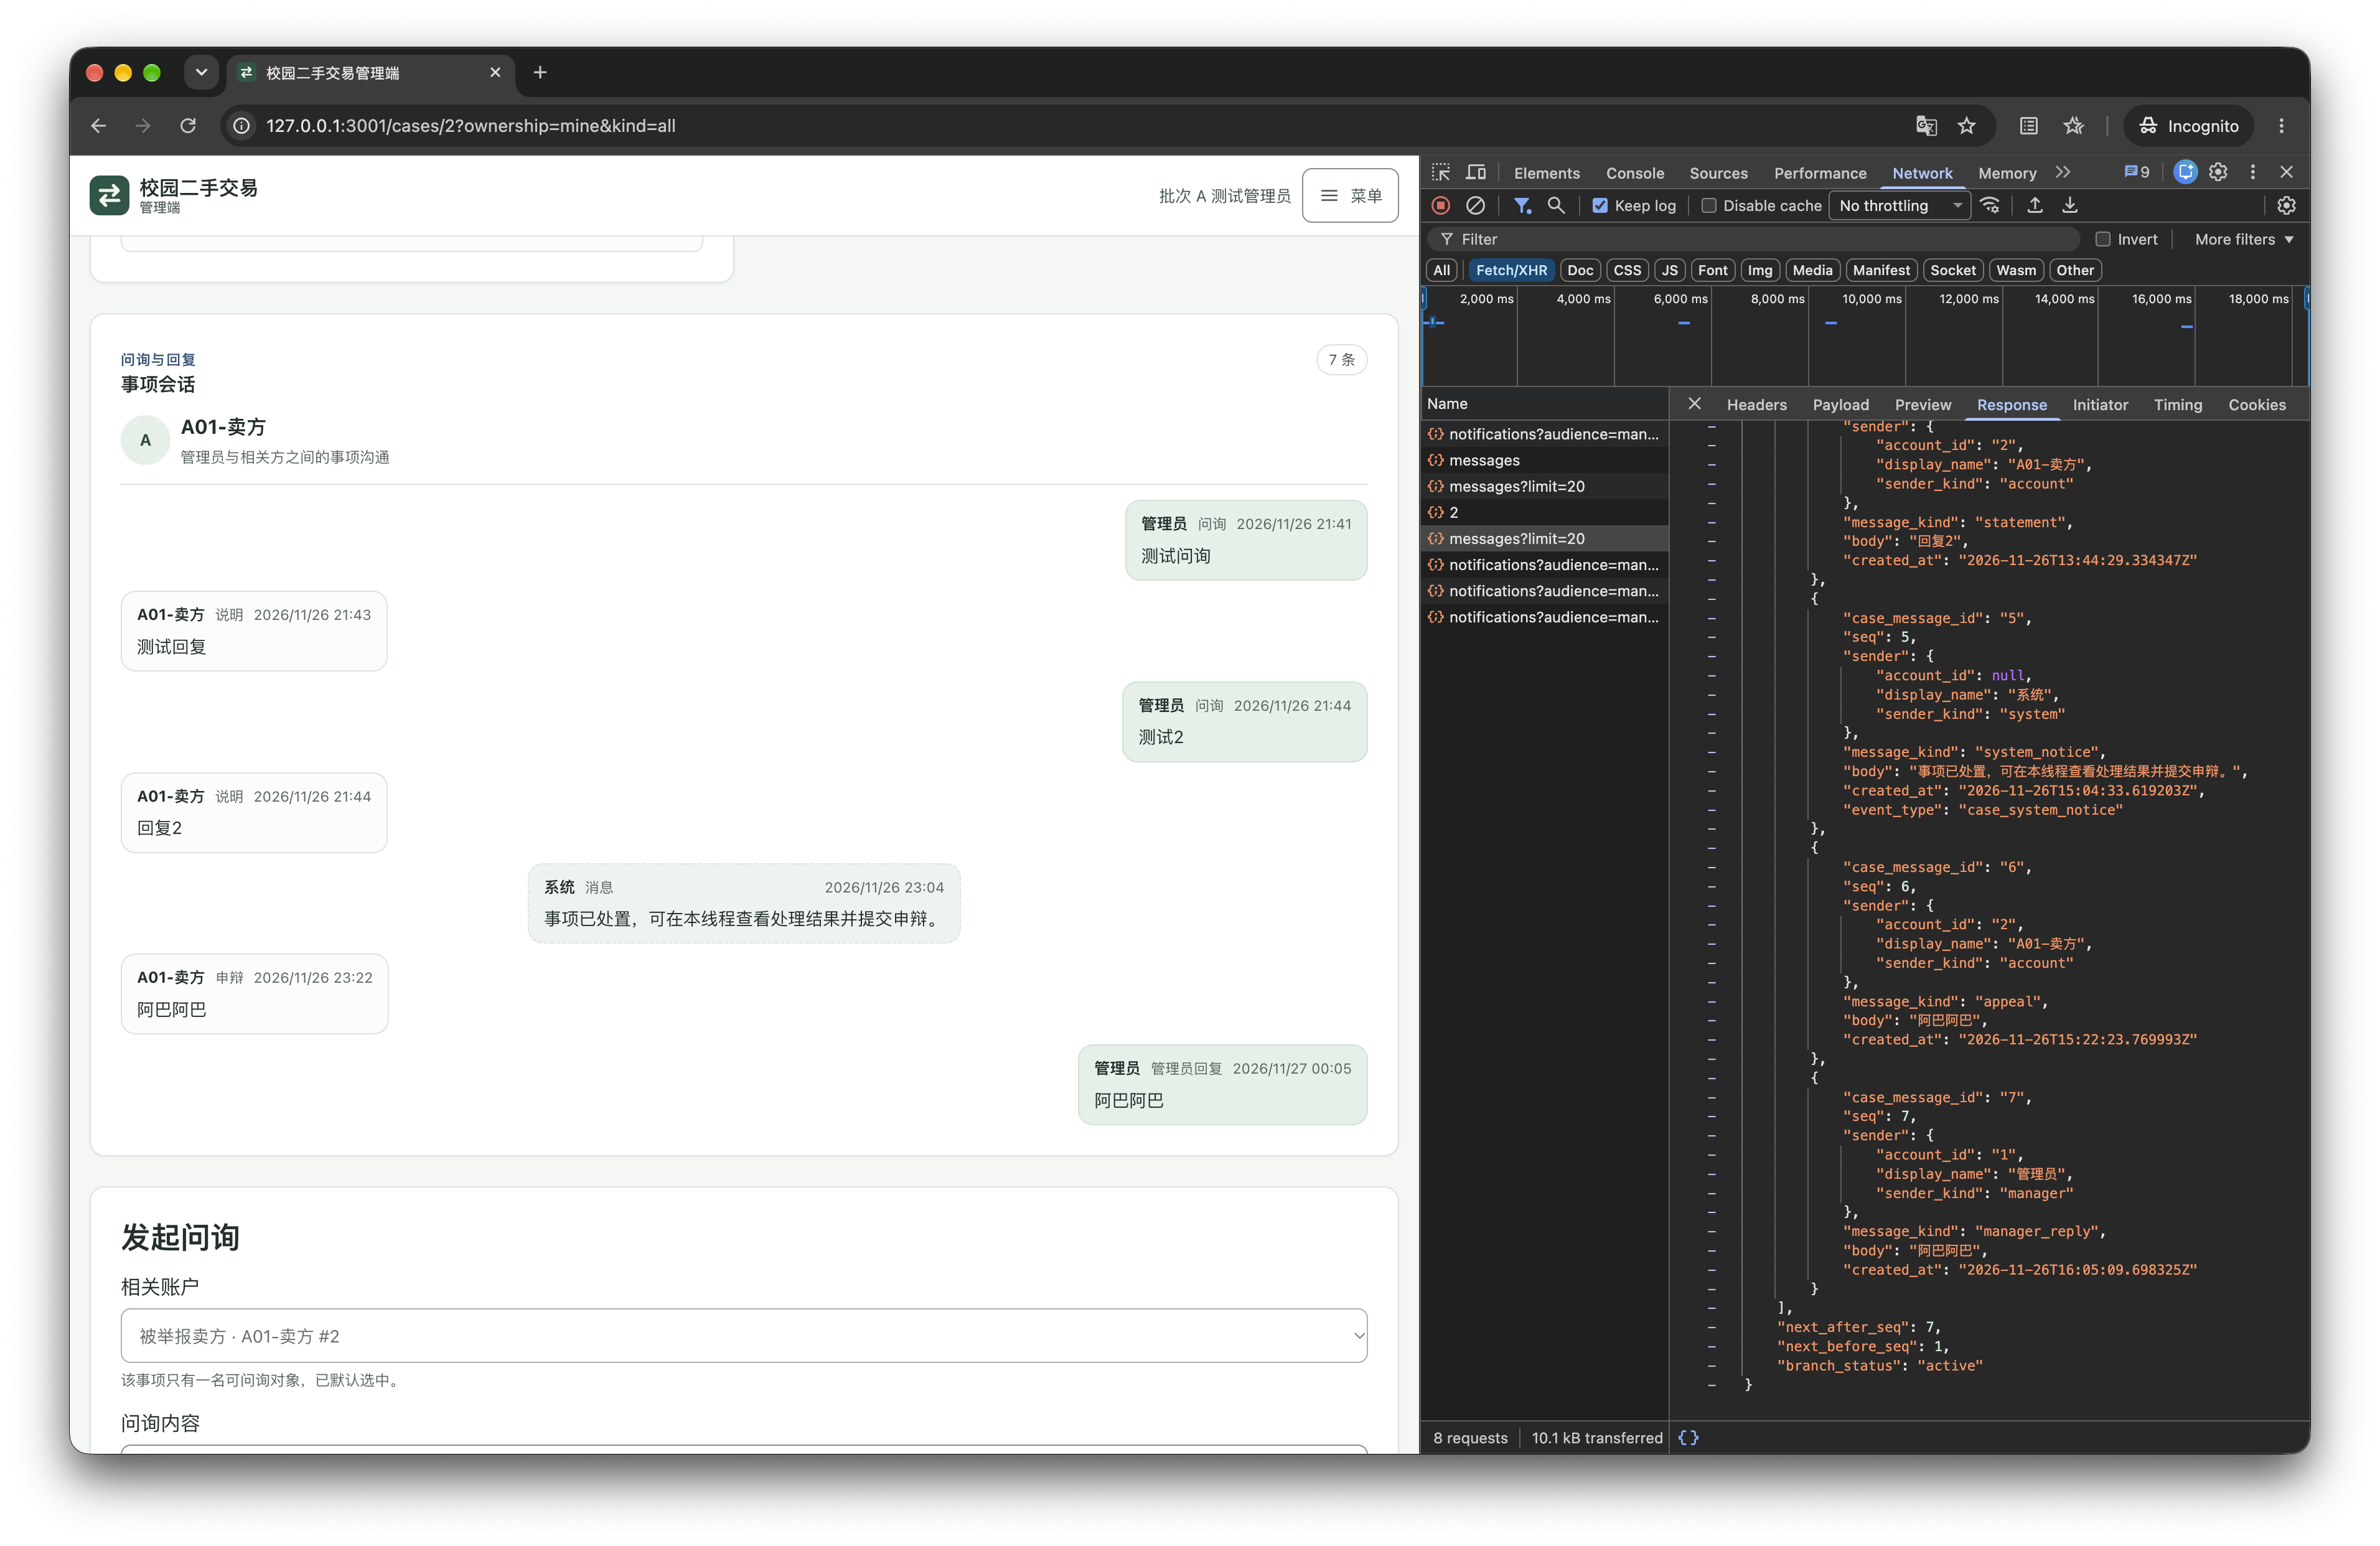 校园二手交易管理端
127.0.0.1:3001/cases/2?ownership=mine&kind=all
Incognito
校园二手交易
管理端
批次 A 测试管理员
菜单
问询与回复
事项会话
7 条
A
A01-卖方
管理员与相关方之间的事项沟通
管理员 问询 2026/11/26 21:41
测试问询
A01-卖方 说明 2026/11/26 21:43
测试回复
管理员 问询 2026/11/26 21:44
测试2
A01-卖方 说明 2026/11/26 21:44
回复2
系统 消息 2026/11/26 23:04
事项已处置，可在本线程查看处理结果并提交申辩。
A01-卖方 申辩 2026/11/26 23:22
阿巴阿巴
管理员 管理员回复 2026/11/27 00:05
阿巴阿巴
发起问询
相关账户
被举报卖方 · A01-卖方 #2
该事项只有一名可问询对象，已默认选中。
问询内容
Elements Console Sources Performance Network Memory 9
Keep log Disable cache No throttling
Filter Invert More filters
All Fetch/XHR Doc CSS JS Font Img Media Manifest Socket Wasm Other
2,000 ms 4,000 ms 6,000 ms 8,000 ms 10,000 ms 12,000 ms 14,000 ms 16,000 ms 18,000 ms
Name
notifications?audience=man...
messages
messages?limit=20
2
messages?limit=20
notifications?audience=man...
notifications?audience=man...
notifications?audience=man...
Headers Payload Preview Response Initiator Timing Cookies
"sender": {
"account_id": "2",
"display_name": "A01-卖方",
"sender_kind": "account"
},
"message_kind": "statement",
"body": "回复2",
"created_at": "2026-11-26T13:44:29.334347Z"
},
{
"case_message_id": "5",
"seq": 5,
"sender": {
"account_id": null,
"display_name": "系统",
"sender_kind": "system"
},
"message_kind": "system_notice",
"body": "事项已处置，可在本线程查看处理结果并提交申辩。",
"created_at": "2026-11-26T15:04:33.619203Z",
"event_type": "case_system_notice"
},
{
"case_message_id": "6",
"seq": 6,
"sender": {
"account_id": "2",
"display_name": "A01-卖方",
"sender_kind": "account"
},
"message_kind": "appeal",
"body": "阿巴阿巴",
"created_at": "2026-11-26T15:22:23.769993Z"
},
{
"case_message_id": "7",
"seq": 7,
"sender": {
"account_id": "1",
"display_name": "管理员",
"sender_kind": "manager"
},
"message_kind": "manager_reply",
"body": "阿巴阿巴",
"created_at": "2026-11-26T16:05:09.698325Z"
}
],
"next_after_seq": 7,
"next_before_seq": 1,
"branch_status": "active"
}
8 requests 10.1 kB transferred { }